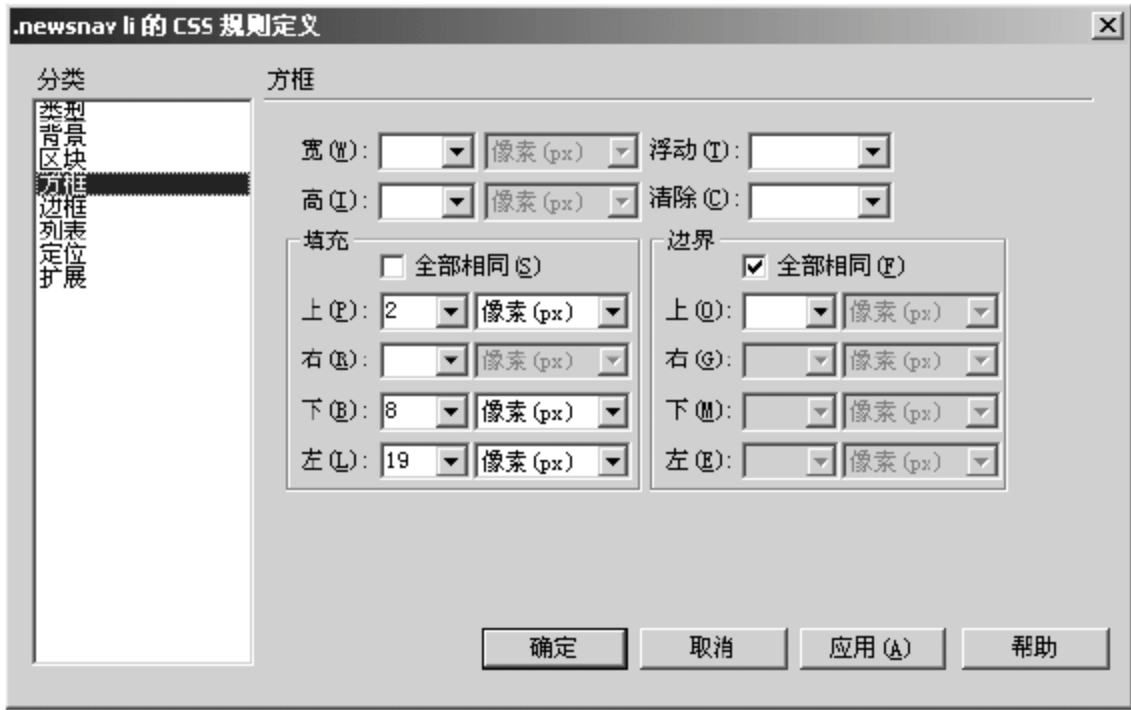 .newsnav li 的 CSS 规则定义
分类
类型
背景
区块
方框
边框
列表
定位
扩展
方框
宽(W): 像素(px) 浮动(T):
高(I): 像素(px) 清除(C):
填充
全部相同(S)
上(P): 2 像素(px)
右(R): 像素(px)
下(B): 8 像素(px)
左(L): 19 像素(px)
边界
全部相同(F)
上(O): 像素(px)
右(G): 像素(px)
下(M): 像素(px)
左(E): 像素(px)
确定 取消 应用(A) 帮助